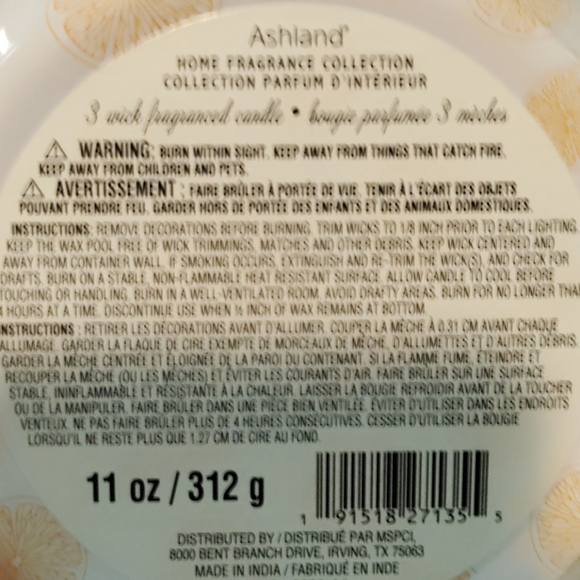 Ashland®
HOME FRAGRANCE COLLECTION
COLLECTION PARFUM D'INTÉRIEUR
3 wick fragranced candle • bougie parfumée 3 mèches
⚠ WARNING: BURN WITHIN SIGHT. KEEP AWAY FROM THINGS THAT CATCH FIRE.
KEEP AWAY FROM CHILDREN AND PETS.
⚠ AVERTISSEMENT : FAIRE BRÛLER À PORTÉE DE VUE. TENIR À L'ÉCART DES OBJETS
POUVANT PRENDRE FEU. GARDER HORS DE PORTÉE DES ENFANTS ET DES ANIMAUX DOMESTIQUES.
INSTRUCTIONS: REMOVE DECORATIONS BEFORE BURNING. TRIM WICKS TO 1/8 INCH PRIOR TO EACH LIGHTING.
KEEP THE WAX POOL FREE OF WICK TRIMMINGS, MATCHES AND OTHER DEBRIS. KEEP WICK CENTERED AND
AWAY FROM CONTAINER WALL. IF SMOKING OCCURS, EXTINGUISH AND RE-TRIM THE WICK(S), AND CHECK FOR
DRAFTS. BURN ON A STABLE, NON-FLAMMABLE HEAT RESISTANT SURFACE. ALLOW CANDLE TO COOL BEFORE
TOUCHING OR HANDLING. BURN IN A WELL-VENTILATED ROOM. AVOID DRAFTY AREAS. BURN FOR NO LONGER THAN
4 HOURS AT A TIME. DISCONTINUE USE WHEN ½ INCH OF WAX REMAINS AT BOTTOM.
INSTRUCTIONS : RETIRER LES DÉCORATIONS AVANT D'ALLUMER. COUPER LA MÈCHE À 0.31 CM AVANT CHAQUE
ALLUMAGE. GARDER LA FLAQUE DE CIRE EXEMPTE DE MORCEAUX DE MÈCHE, D'ALLUMETTES ET D'AUTRES DÉBRIS.
GARDER LA MÈCHE CENTRÉE ET ÉLOIGNÉE DE LA PAROI DU CONTENANT. SI LA FLAMME FUME, ÉTEINDRE ET
RECOUPER LA MÈCHE (OU LES MÈCHES) ET ÉVITER LES COURANTS D'AIR. FAIRE BRÛLER SUR UNE SURFACE
STABLE, ININFLAMMABLE ET RÉSISTANTE À LA CHALEUR. LAISSER LA BOUGIE REFROIDIR AVANT DE LA TOUCHER
OU DE LA MANIPULER. FAIRE BRÛLER DANS UNE PIÈCE BIEN VENTILÉE. ÉVITER D'UTILISER DANS LES ENDROITS
VENTEUX. NE PAS FAIRE BRÛLER PLUS DE 4 HEURES CONSÉCUTIVES. CESSER D'UTILISER LA BOUGIE
LORSQU'IL NE RESTE PLUS QUE 1.27 CM DE CIRE AU FOND.
11 oz / 312 g
1 91518 27135 5
DISTRIBUTED BY / DISTRIBUÉ PAR MSPCI,
8000 BENT BRANCH DRIVE, IRVING, TX 75063
MADE IN INDIA / FABRIQUÉ EN INDE